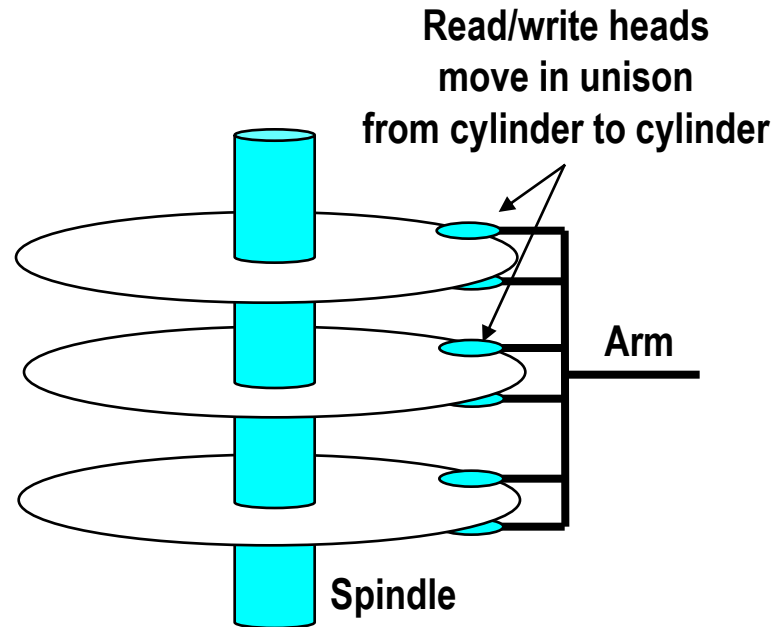 Read/write heads
move in unison
from cylinder to cylinder
Arm
Spindle